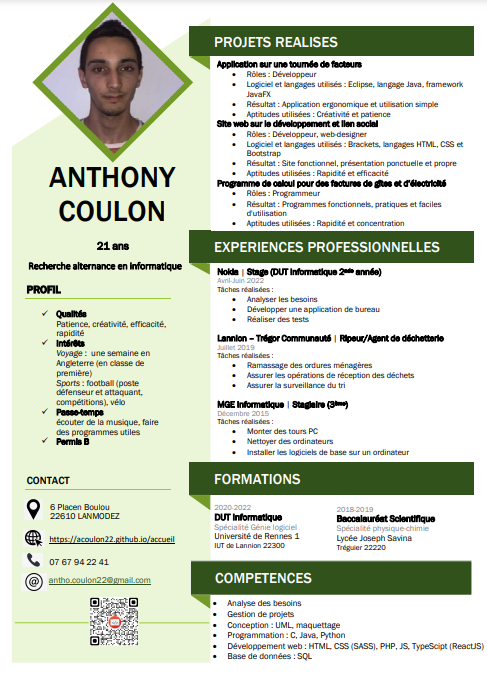 ANTHONY
COULON
21 ans
Recherche alternance en informatique
PROFIL
✓ Qualités
Patience, créativité, efficacité,
rapidité
✓ Intérêts
Voyage : une semaine en
Angleterre (en classe de
première)
Sports : football (poste
défenseur et attaquant,
compétitions), vélo
✓ Passe-temps
écouter de la musique, faire
des programmes utiles
✓ Permis B
CONTACT
6 Placen Boulou
22610 LANMODEZ
https://acoulon22.github.io/accueil
07 67 94 22 41
antho.coulon22@gmail.com
PROJETS REALISES
Application sur une tournée de facteurs
• Rôles : Développeur
• Logiciel et langages utilisés : Eclipse, langage Java, framework
JavaFX
• Résultat : Application ergonomique et utilisation simple
• Aptitudes utilisées : Créativité et patience
Site web sur le développement et lien social
• Rôles : Développeur, web-designer
• Logiciel et langages utilisés : Brackets, langages HTML, CSS et
Bootstrap
• Résultat : Site fonctionnel, présentation ponctuelle et propre
• Aptitudes utilisées : Rapidité et efficacité
Programme de calcul pour des factures de gîtes et d'électricité
• Rôles : Programmeur
• Résultat : Programmes fonctionnels, pratiques et faciles
d'utilisation
• Aptitudes utilisées : Rapidité et concentration
EXPERIENCES PROFESSIONNELLES
Nokia | Stage (DUT informatique 2ème année)
Avril-Juin 2022
Tâches réalisées :
• Analyser les besoins
• Développer une application de bureau
• Réaliser des tests
Lannion – Trégor Communauté | Ripeur/Agent de déchetterie
Juillet 2019
Tâches réalisées :
• Ramassage des ordures ménagères
• Assurer les opérations de réception des déchets
• Assurer la surveillance du tri
MGE Informatique | Stagiaire (3ème)
Décembre 2015
Tâches réalisées :
• Monter des tours PC
• Nettoyer des ordinateurs
• Installer les logiciels de base sur un ordinateur
FORMATIONS
2020-2022
DUT Informatique
Spécialité Génie logiciel
Université de Rennes 1
IUT de Lannion 22300
2018-2019
Baccalauréat Scientifique
Spécialité physique-chimie
Lycée Joseph Savina
Tréguier 22220
COMPETENCES
• Analyse des besoins
• Gestion de projets
• Conception : UML, maquettage
• Programmation : C, Java, Python
• Développement web : HTML, CSS (SASS), PHP, JS, TypeScipt (ReactJS)
• Base de données : SQL